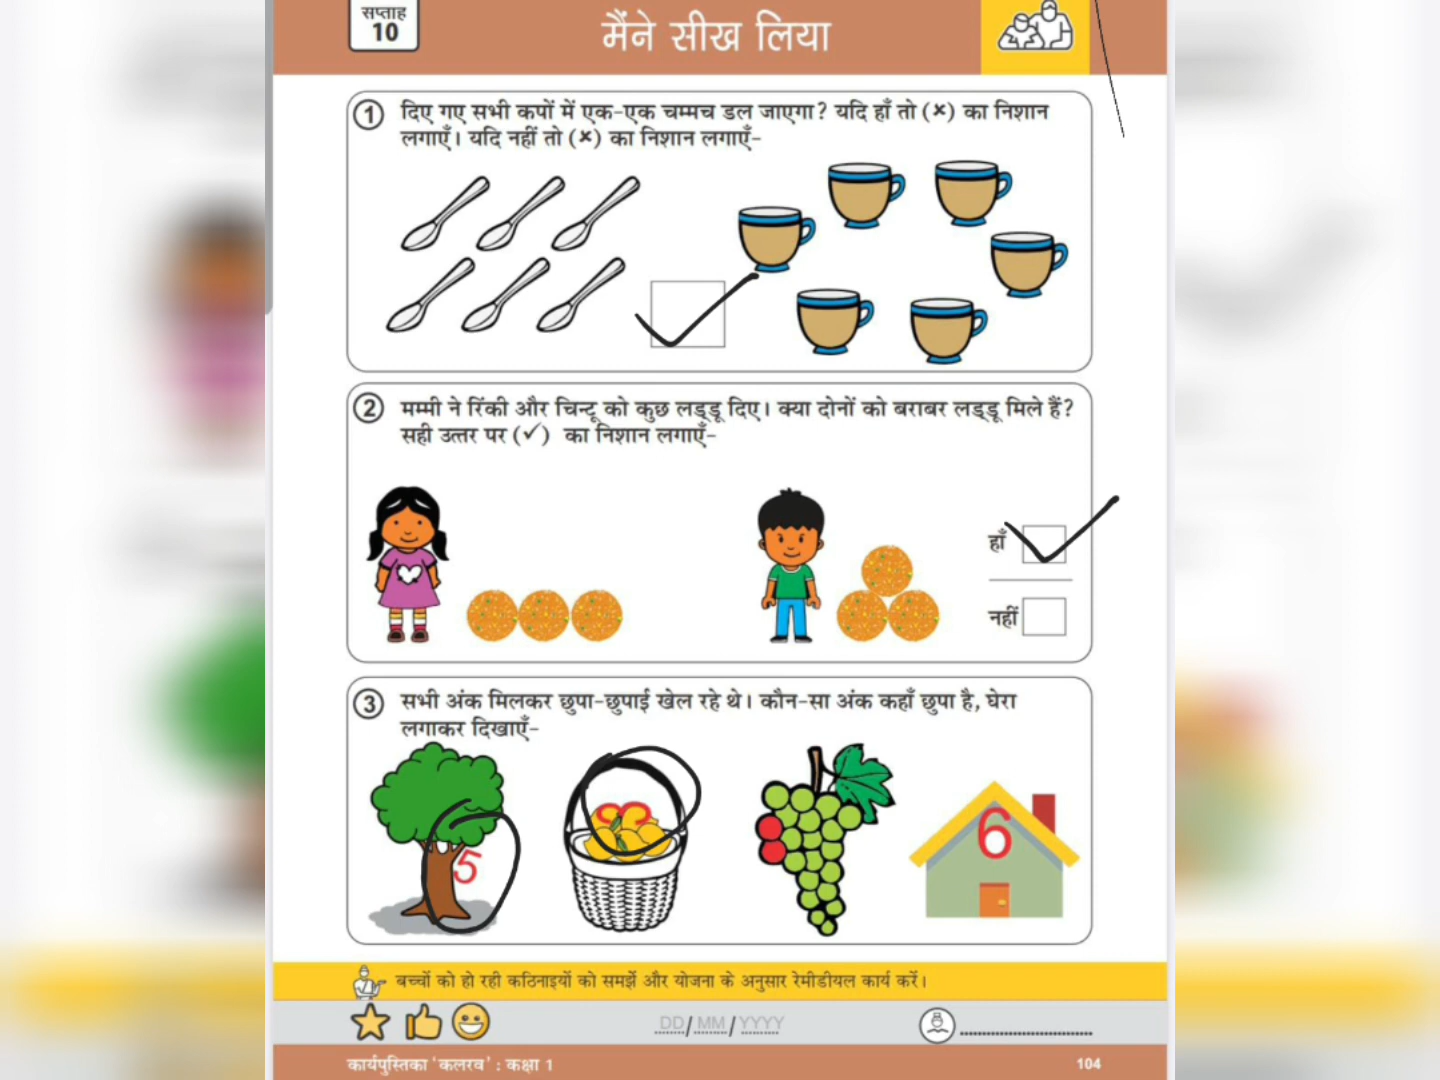 सप्ताह
10
मैंने सीख लिया
1 दिए गए सभी कपों में एक-एक चम्मच डल जाएगा? यदि हाँ तो (✗) का निशान
लगाएँ। यदि नहीं तो (✗) का निशान लगाएँ-
2 मम्मी ने रिंकी और चिन्टू को कुछ लड्डू दिए। क्या दोनों को बराबर लड्डू मिले हैं?
सही उत्तर पर (✓) का निशान लगाएँ-
हाँ
नहीं
3 सभी अंक मिलकर छुपा-छुपाई खेल रहे थे। कौन-सा अंक कहाँ छुपा है, घेरा
लगाकर दिखाएँ-
5
6
बच्चों को हो रही कठिनाइयों को समझें और योजना के अनुसार रेमीडीयल कार्य करें।
DD/MM/YYYY
कार्यपुस्तिका 'कलरव' : कक्षा 1
104